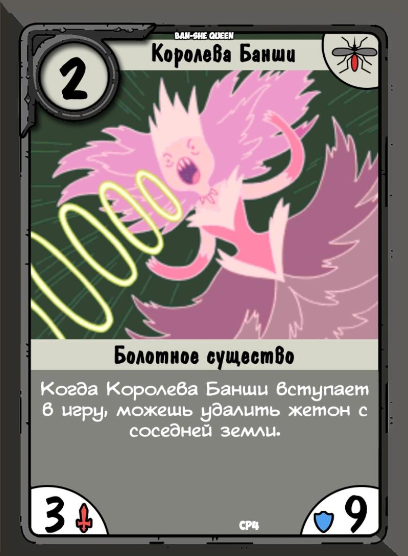 BAN-SHE QUEEN
Королева Банши
2
Болотное существо
Когда Королева Банши вступает
в игру, можешь удалить жетон с
соседней земли.
3
CP4
9